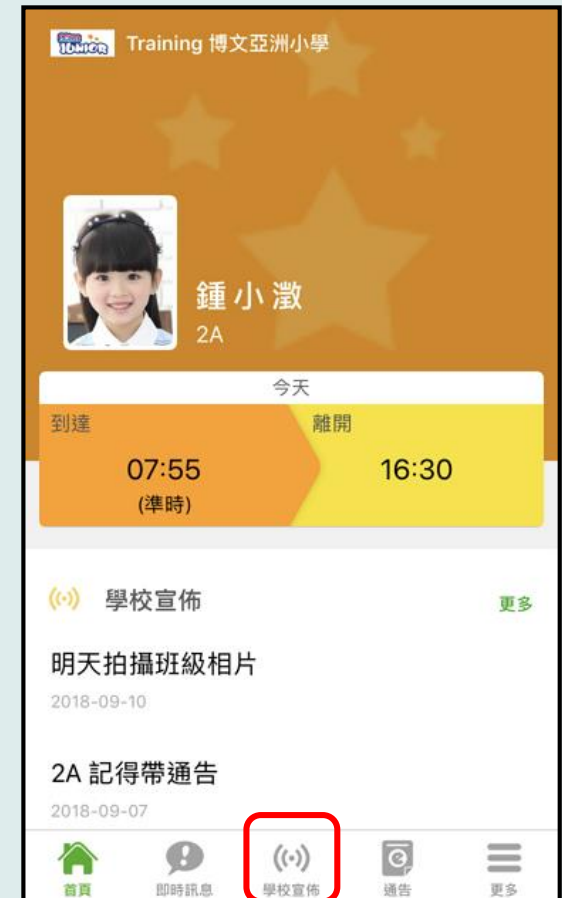 JUNIOR Training 博文亞洲小學
鍾小澂
2A
今天
到達 離開
07:55 16:30
(準時)
學校宣佈 更多
明天拍攝班級相片
2018-09-10
2A 記得帶通告
2018-09-07
首頁 即時訊息 學校宣佈 通告 更多